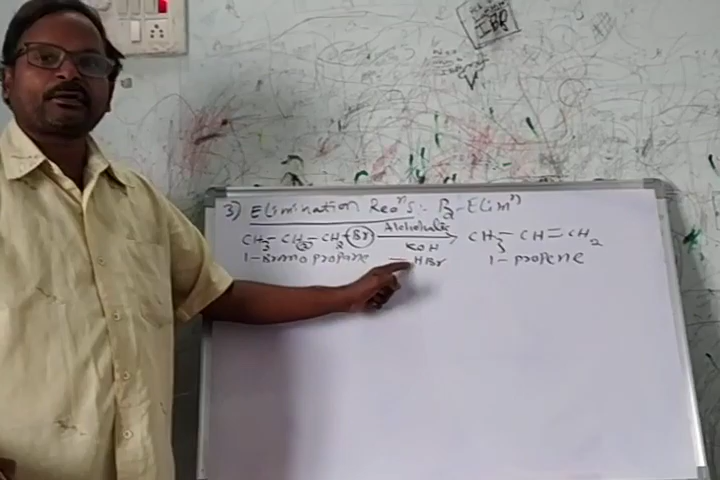 IBR
3) Elimination Reaⁿs:- β-Elimⁿ
CH₃-CH₂-CH₂-Br Alcoholic KOH → CH₃-CH=CH₂
1-Bromo propane - HBr 1-propene